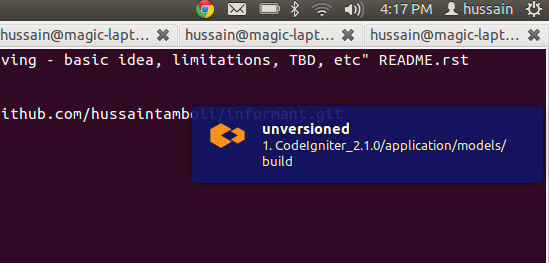 4:17 PM hussain
hussain@magic-lapt... hussain@magic-lapt... hussain@magic-lapt...
ving - basic idea, limitations, TBD, etc" README.rst
ithub.com/hussaintamboli/informant.git
unversioned
1. CodeIgniter_2.1.0/application/models/
build